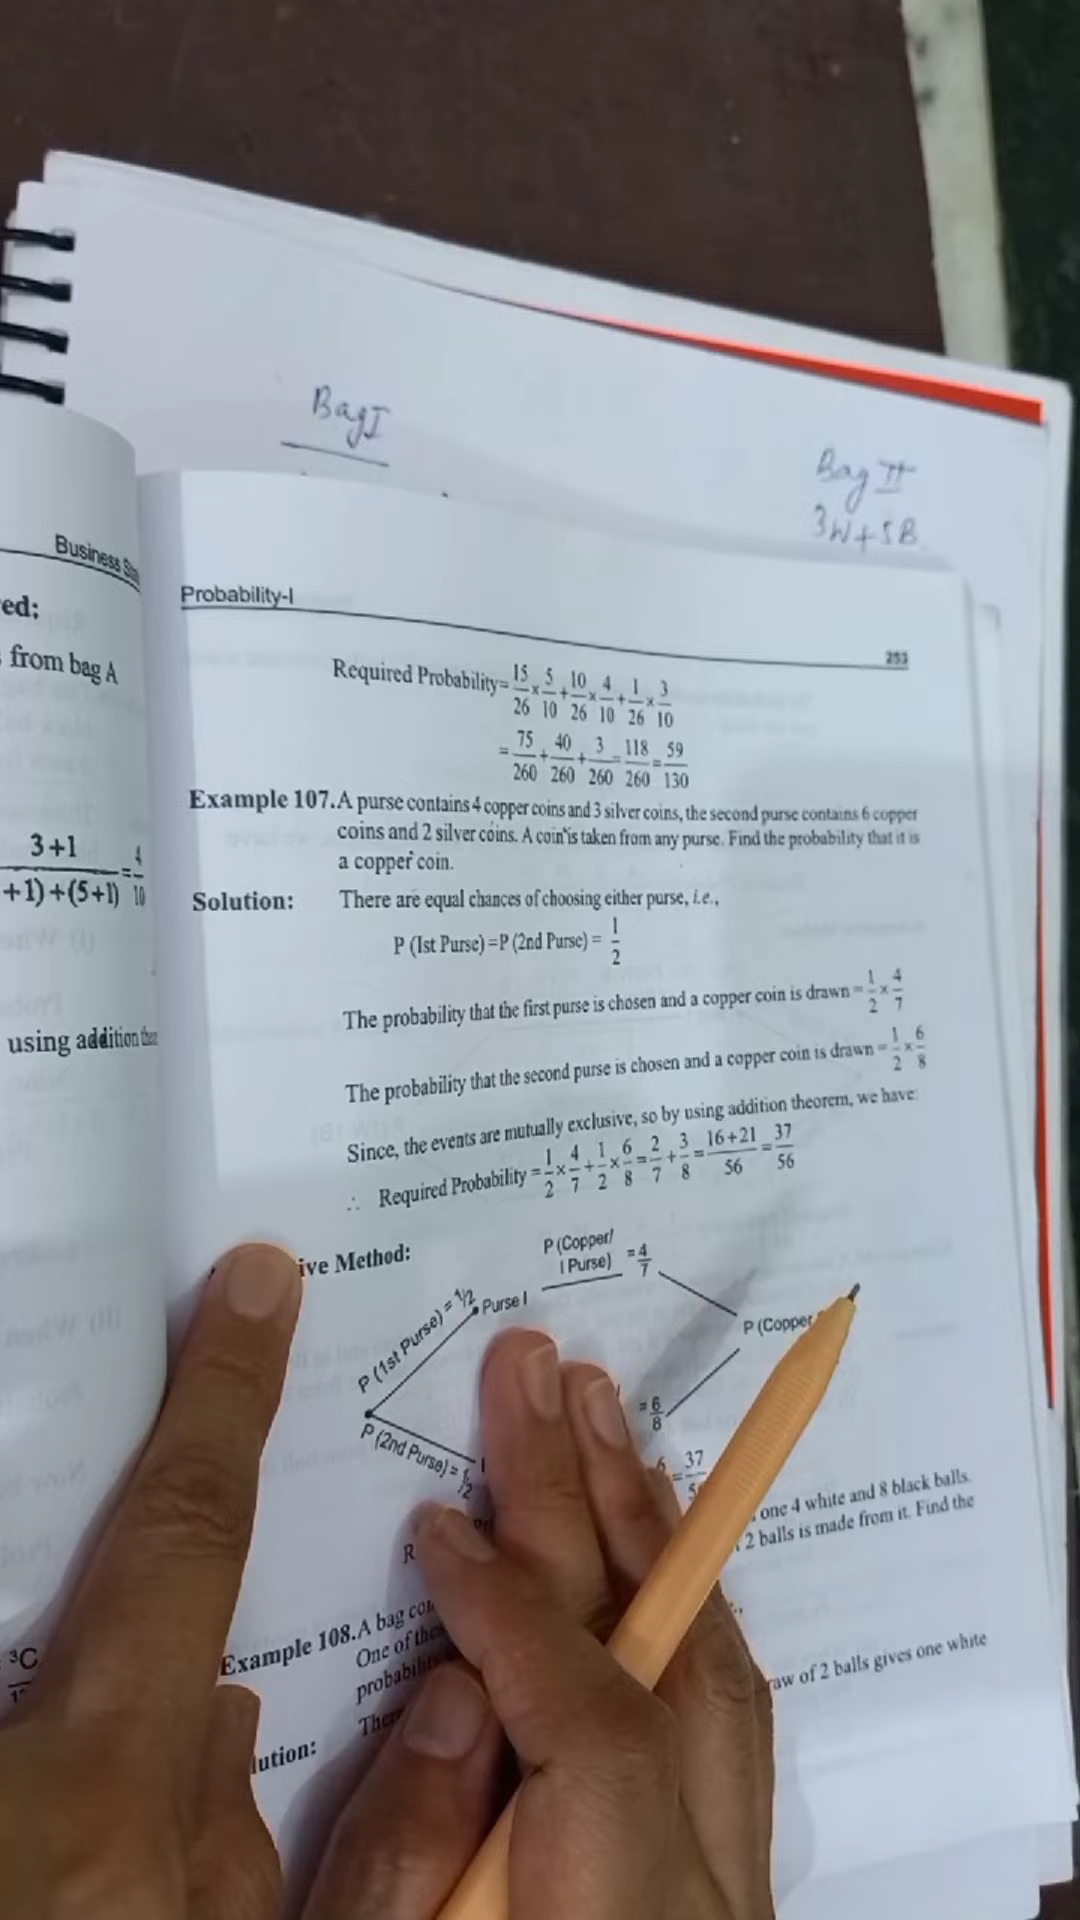 Bag I
Bag II
3W+5B
Business
ed:
from bag A
3+1
+1)+(5+1)
=4/10
using addition
3C
Probability-I
253
Required Probability=15/26×5/10+10/26×4/10+1/26×3/10
=75/260+40/260+3/260=118/260=59/130
Example 107.A purse contains 4 copper coins and 3 silver coins, the second purse contains 6 copper
coins and 2 silver coins. A coin is taken from any purse. Find the probability that it is
a copper coin.
Solution: There are equal chances of choosing either purse, i.e.,
P (Ist Purse) =P (2nd Purse) = 1/2
The probability that the first purse is chosen and a copper coin is drawn = 1/2×4/7
The probability that the second purse is chosen and a copper coin is drawn = 1/2×6/8
Since, the events are mutually exclusive, so by using addition theorem, we have:
∴ Required Probability = 1/2×4/7+1/2×6/8=2/7+3/8=16+21/56=37/56
ive Method:
P (Copper/
I Purse) =4/7
P (1st Purse) = 1/2
Purse I
P (Copper
P (2nd Purse) = 1/2
=6/8
6
=37
R
one 4 white and 8 black balls.
Example 108.A bag
One of
2 balls is made from it. Find the
probability
lution:
raw of 2 balls gives one white